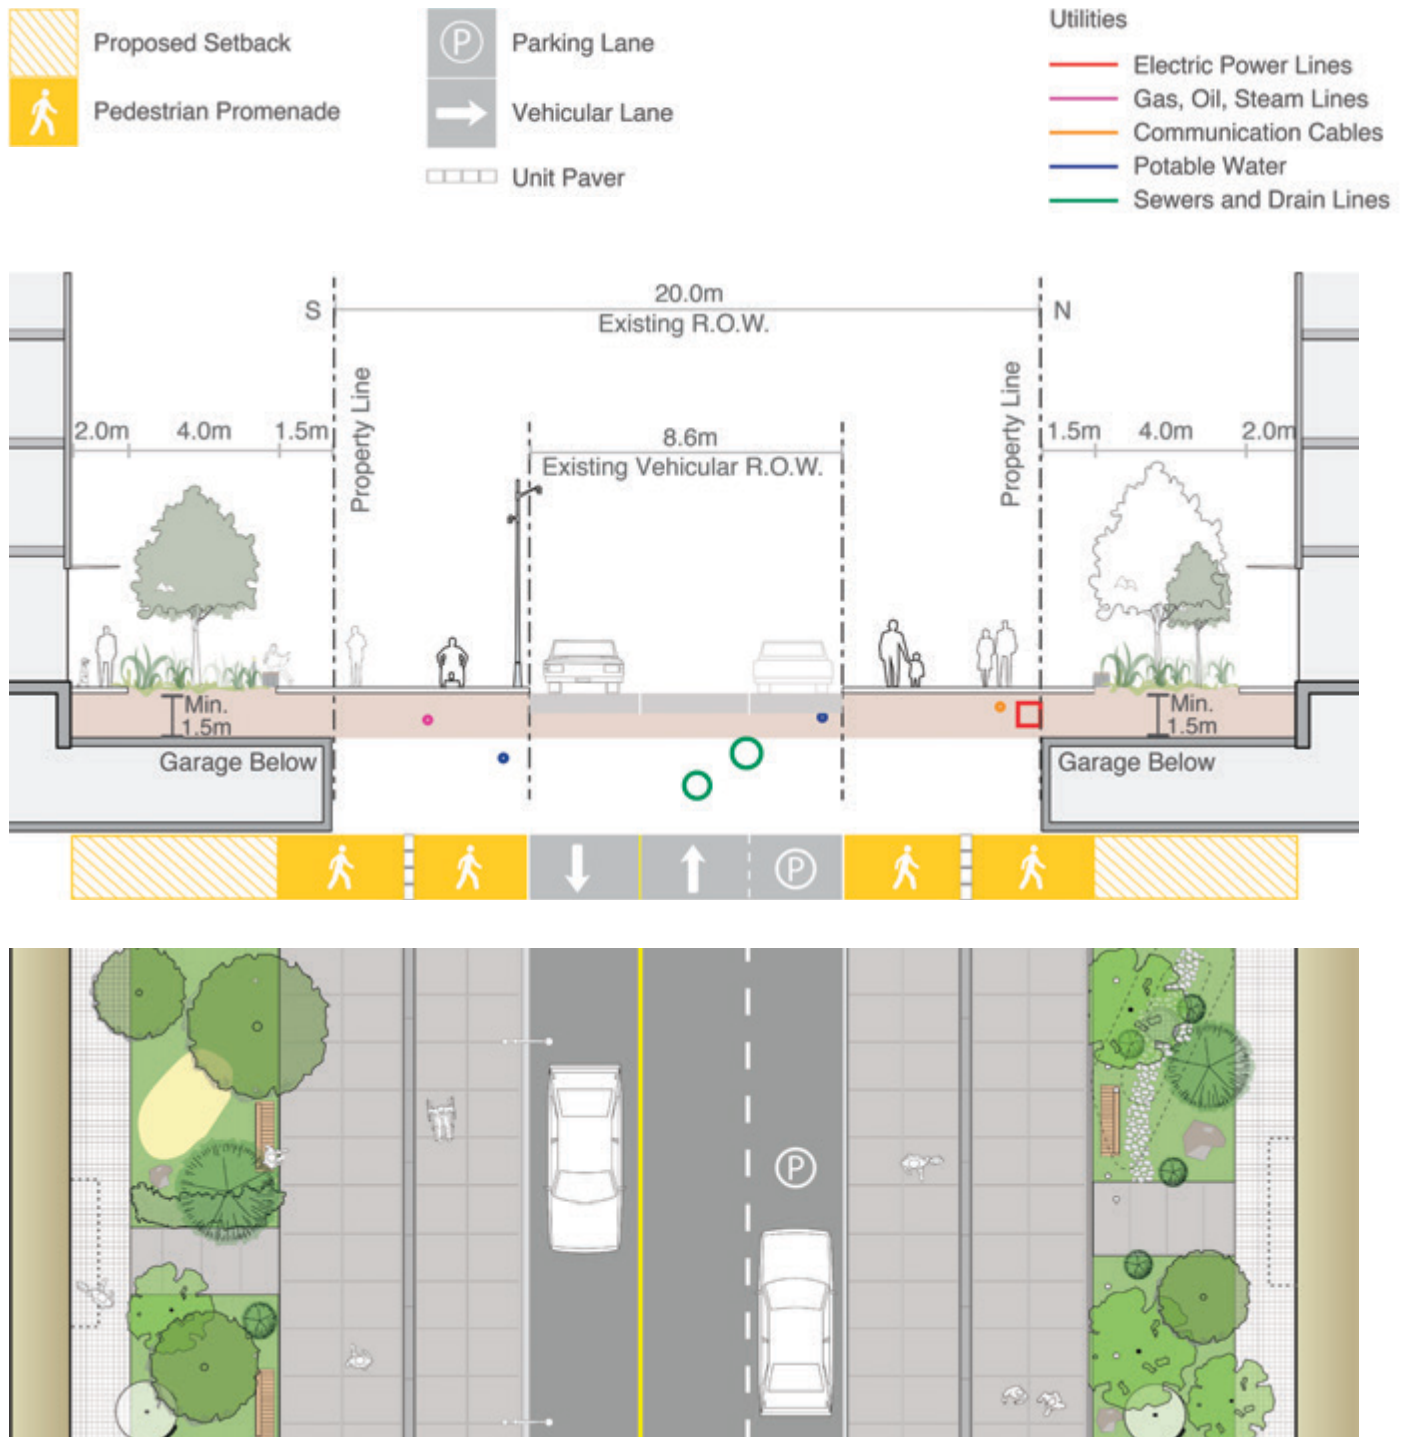 Proposed Setback
Pedestrian Promenade
P
Parking Lane
Vehicular Lane
Unit Paver
Utilities
Electric Power Lines
Gas, Oil, Steam Lines
Communication Cables
Potable Water
Sewers and Drain Lines
S
20.0m
N
Existing R.O.W.
Property Line
Property Line
2.0m 4.0m 1.5m
8.6m
1.5m 4.0m 2.0m
Existing Vehicular R.O.W.
Min.
1.5m
Min.
1.5m
Garage Below
Garage Below
P
P